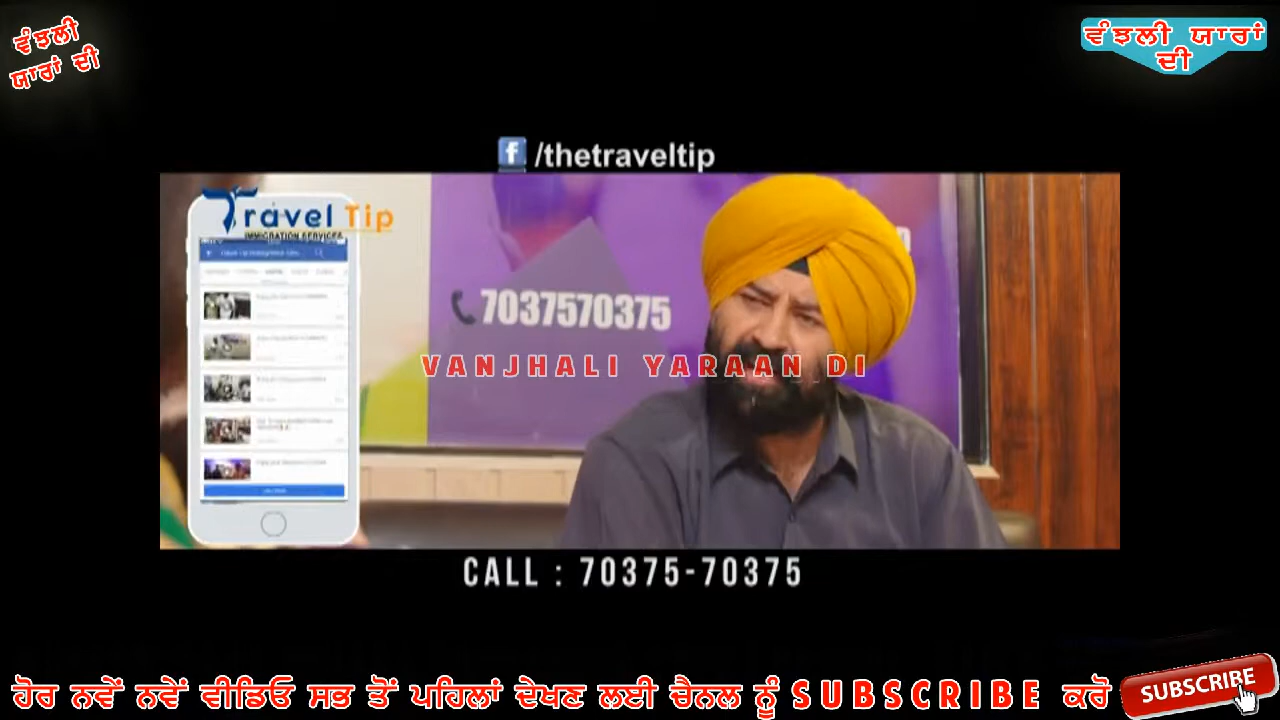 ਵੰਝਲੀ
ਯਾਰਾਂ ਦੀ
ਵੰਝਲੀ ਯਾਰਾਂ
ਦੀ
f /thetraveltip
Travel Tip
IMMIGRATION SERVICES
7037570375
VANJHALI YARAAN DI
CALL : 70375-70375
ਹੋਰ ਨਵੇਂ ਨਵੇਂ ਵੀਡਿਓ ਸਭ ਤੋਂ ਪਹਿਲਾਂ ਦੇਖਣ ਲਈ ਚੈਨਲ ਨੂੰ SUBSCRIBE ਕਰੋ
SUBSCRIBE